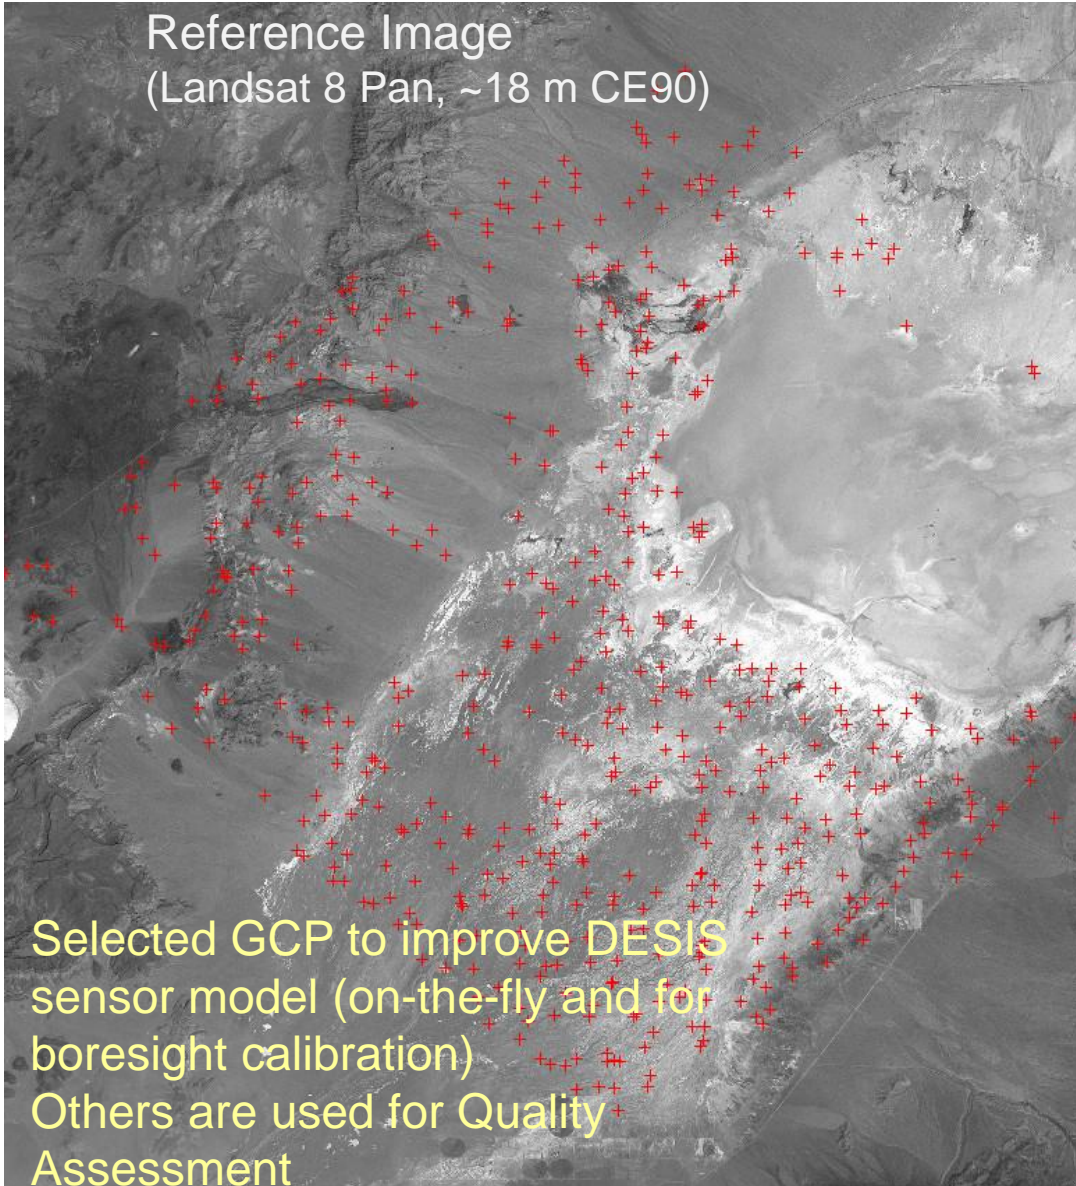 Reference Image
(Landsat 8 Pan, ~18 m CE90)
Selected GCP to improve DESIS
sensor model (on-the-fly and for
boresight calibration)
Others are used for Quality
Assessment